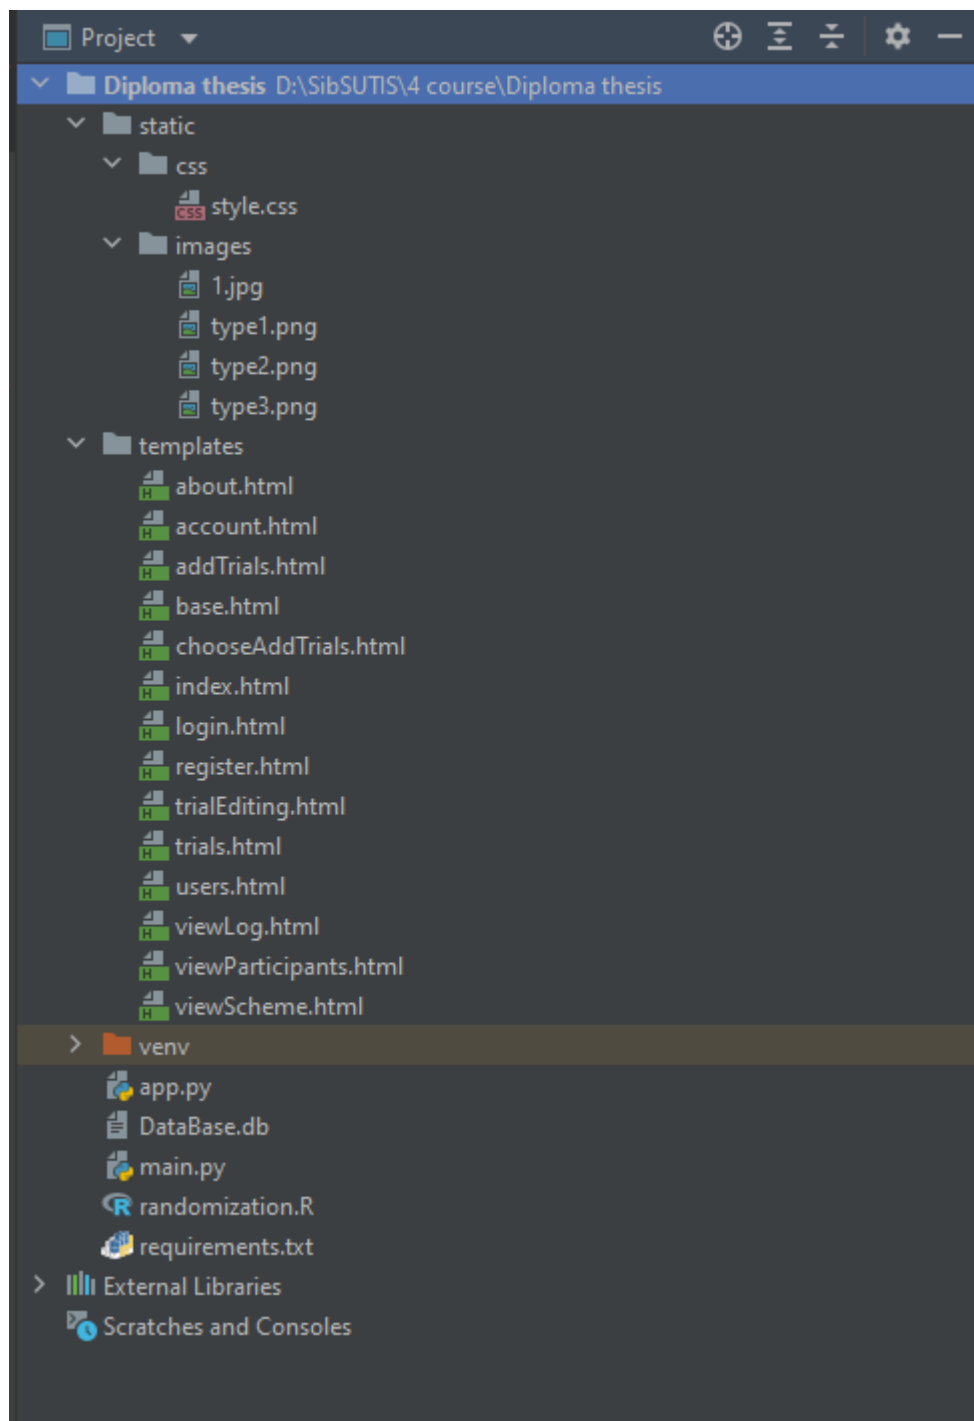 Project
Diploma thesis D:\SibSUTIS\4 course\Diploma thesis
static
css
style.css
images
1.jpg
type1.png
type2.png
type3.png
templates
about.html
account.html
addTrials.html
base.html
chooseAddTrials.html
index.html
login.html
register.html
trialEditing.html
trials.html
users.html
viewLog.html
viewParticipants.html
viewScheme.html
venv
app.py
DataBase.db
main.py
randomization.R
requirements.txt
External Libraries
Scratches and Consoles